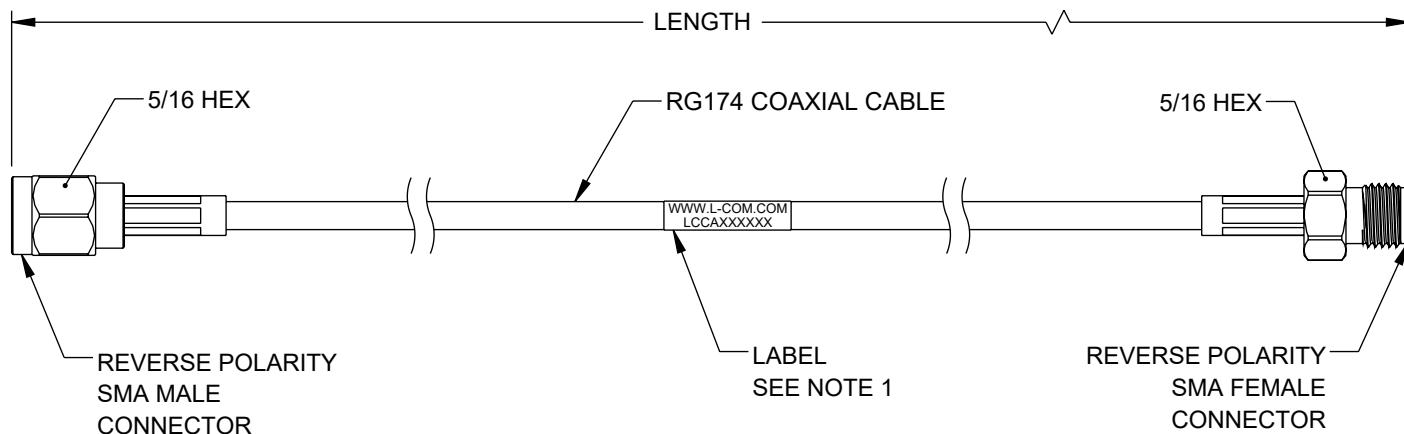 LENGTH
5/16 HEX
RG174 COAXIAL CABLE
5/16 HEX
WWW.L-COM.COM
LCCAXXXXXX
REVERSE POLARITY
SMA MALE
CONNECTOR
LABEL
SEE NOTE 1
REVERSE POLARITY
SMA FEMALE
CONNECTOR